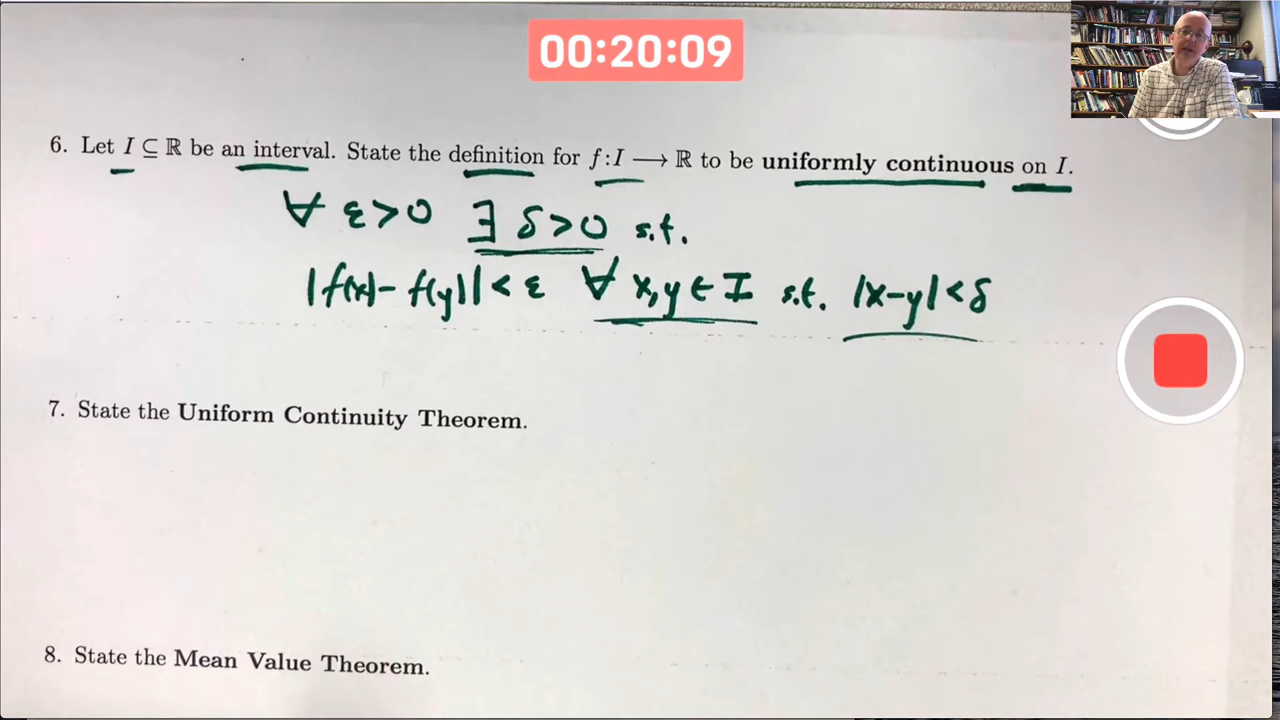 00:20:09
6. Let I ⊆ ℝ be an interval. State the definition for f : I ⟶ ℝ to be uniformly continuous on I.
∀ ε>0 ∃ δ>0 s.t.
|f(x)-f(y)|<ε ∀ x,y ∈ I s.t. |x-y|<δ
7. State the Uniform Continuity Theorem.
8. State the Mean Value Theorem.